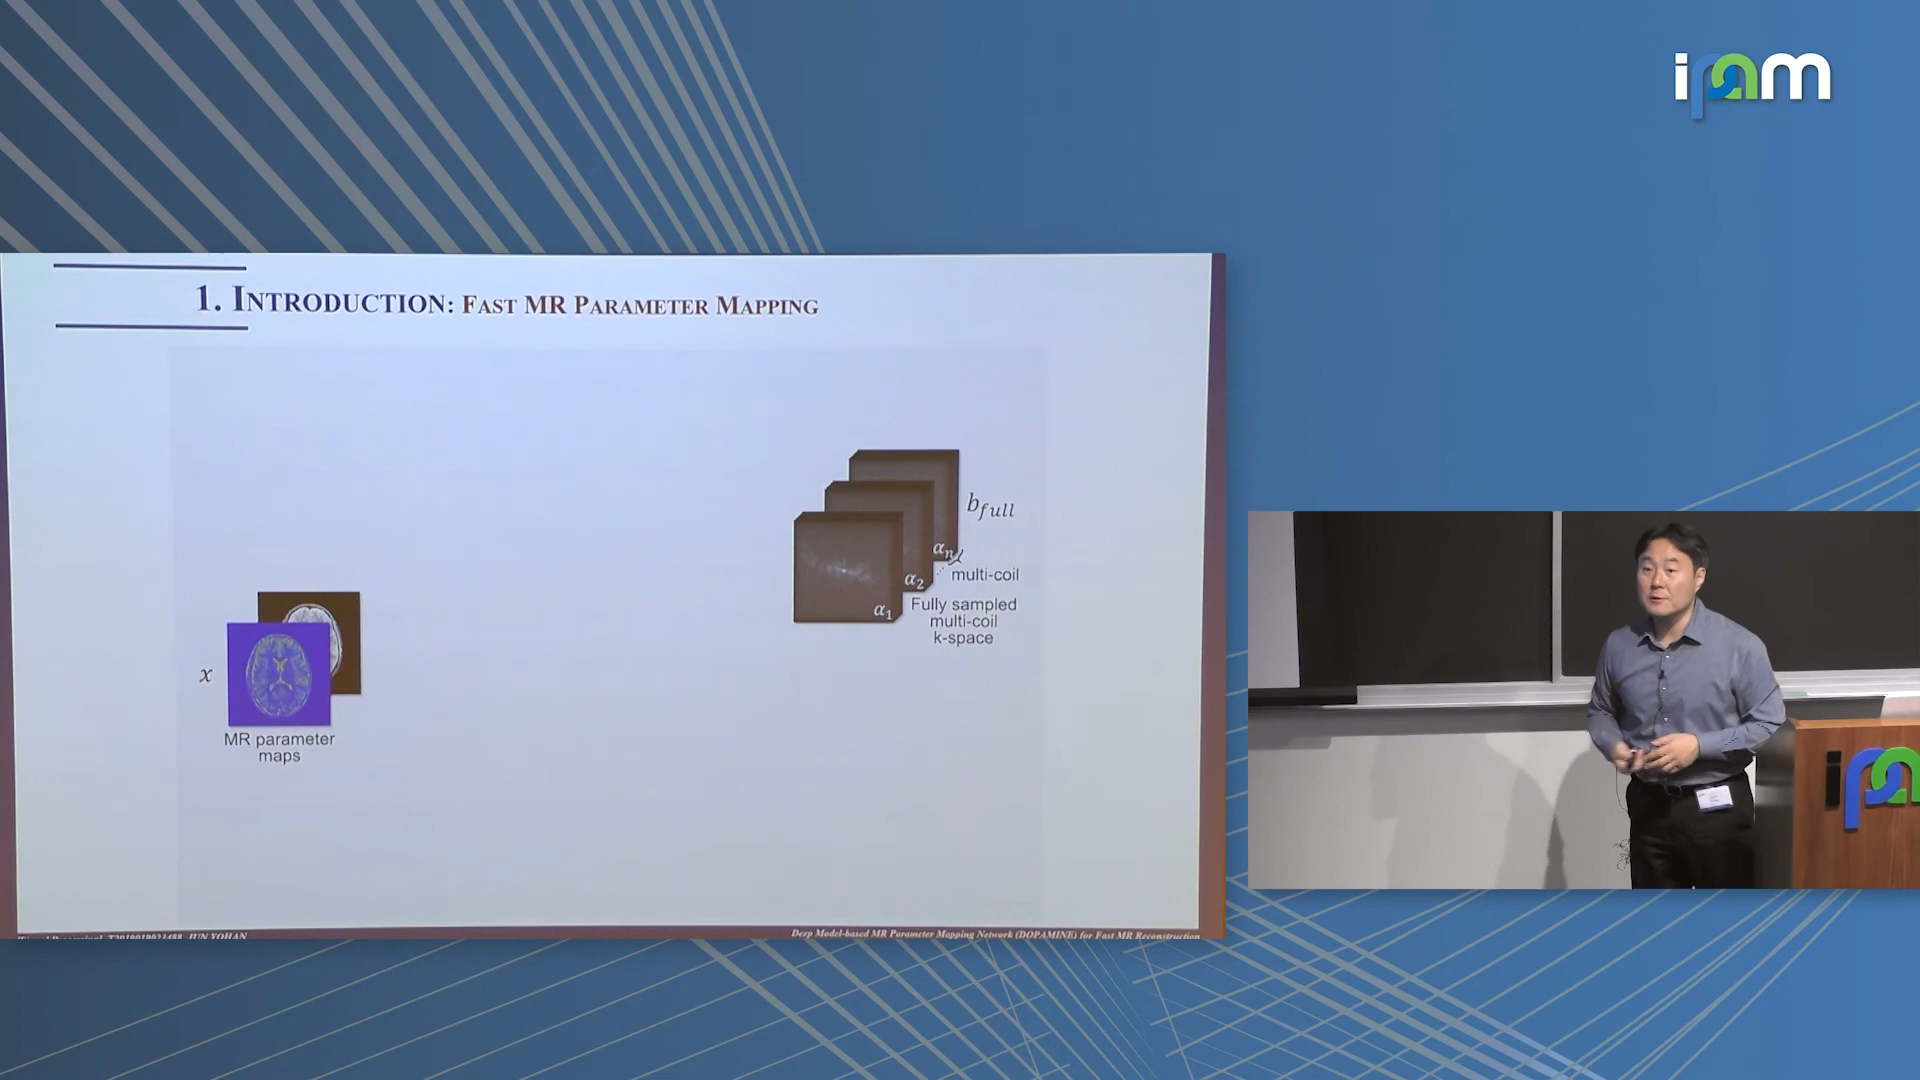 ipam
1. INTRODUCTION: FAST MR PARAMETER MAPPING
b_full
α_n
multi-coil
α_2
α_1
Fully sampled
multi-coil
k-space
x
MR parameter
maps
JUN YOHAN
Deep Model-based MR Parameter Mapping Network (DOPAMINE) for Fast MR Reconstruction
ipa